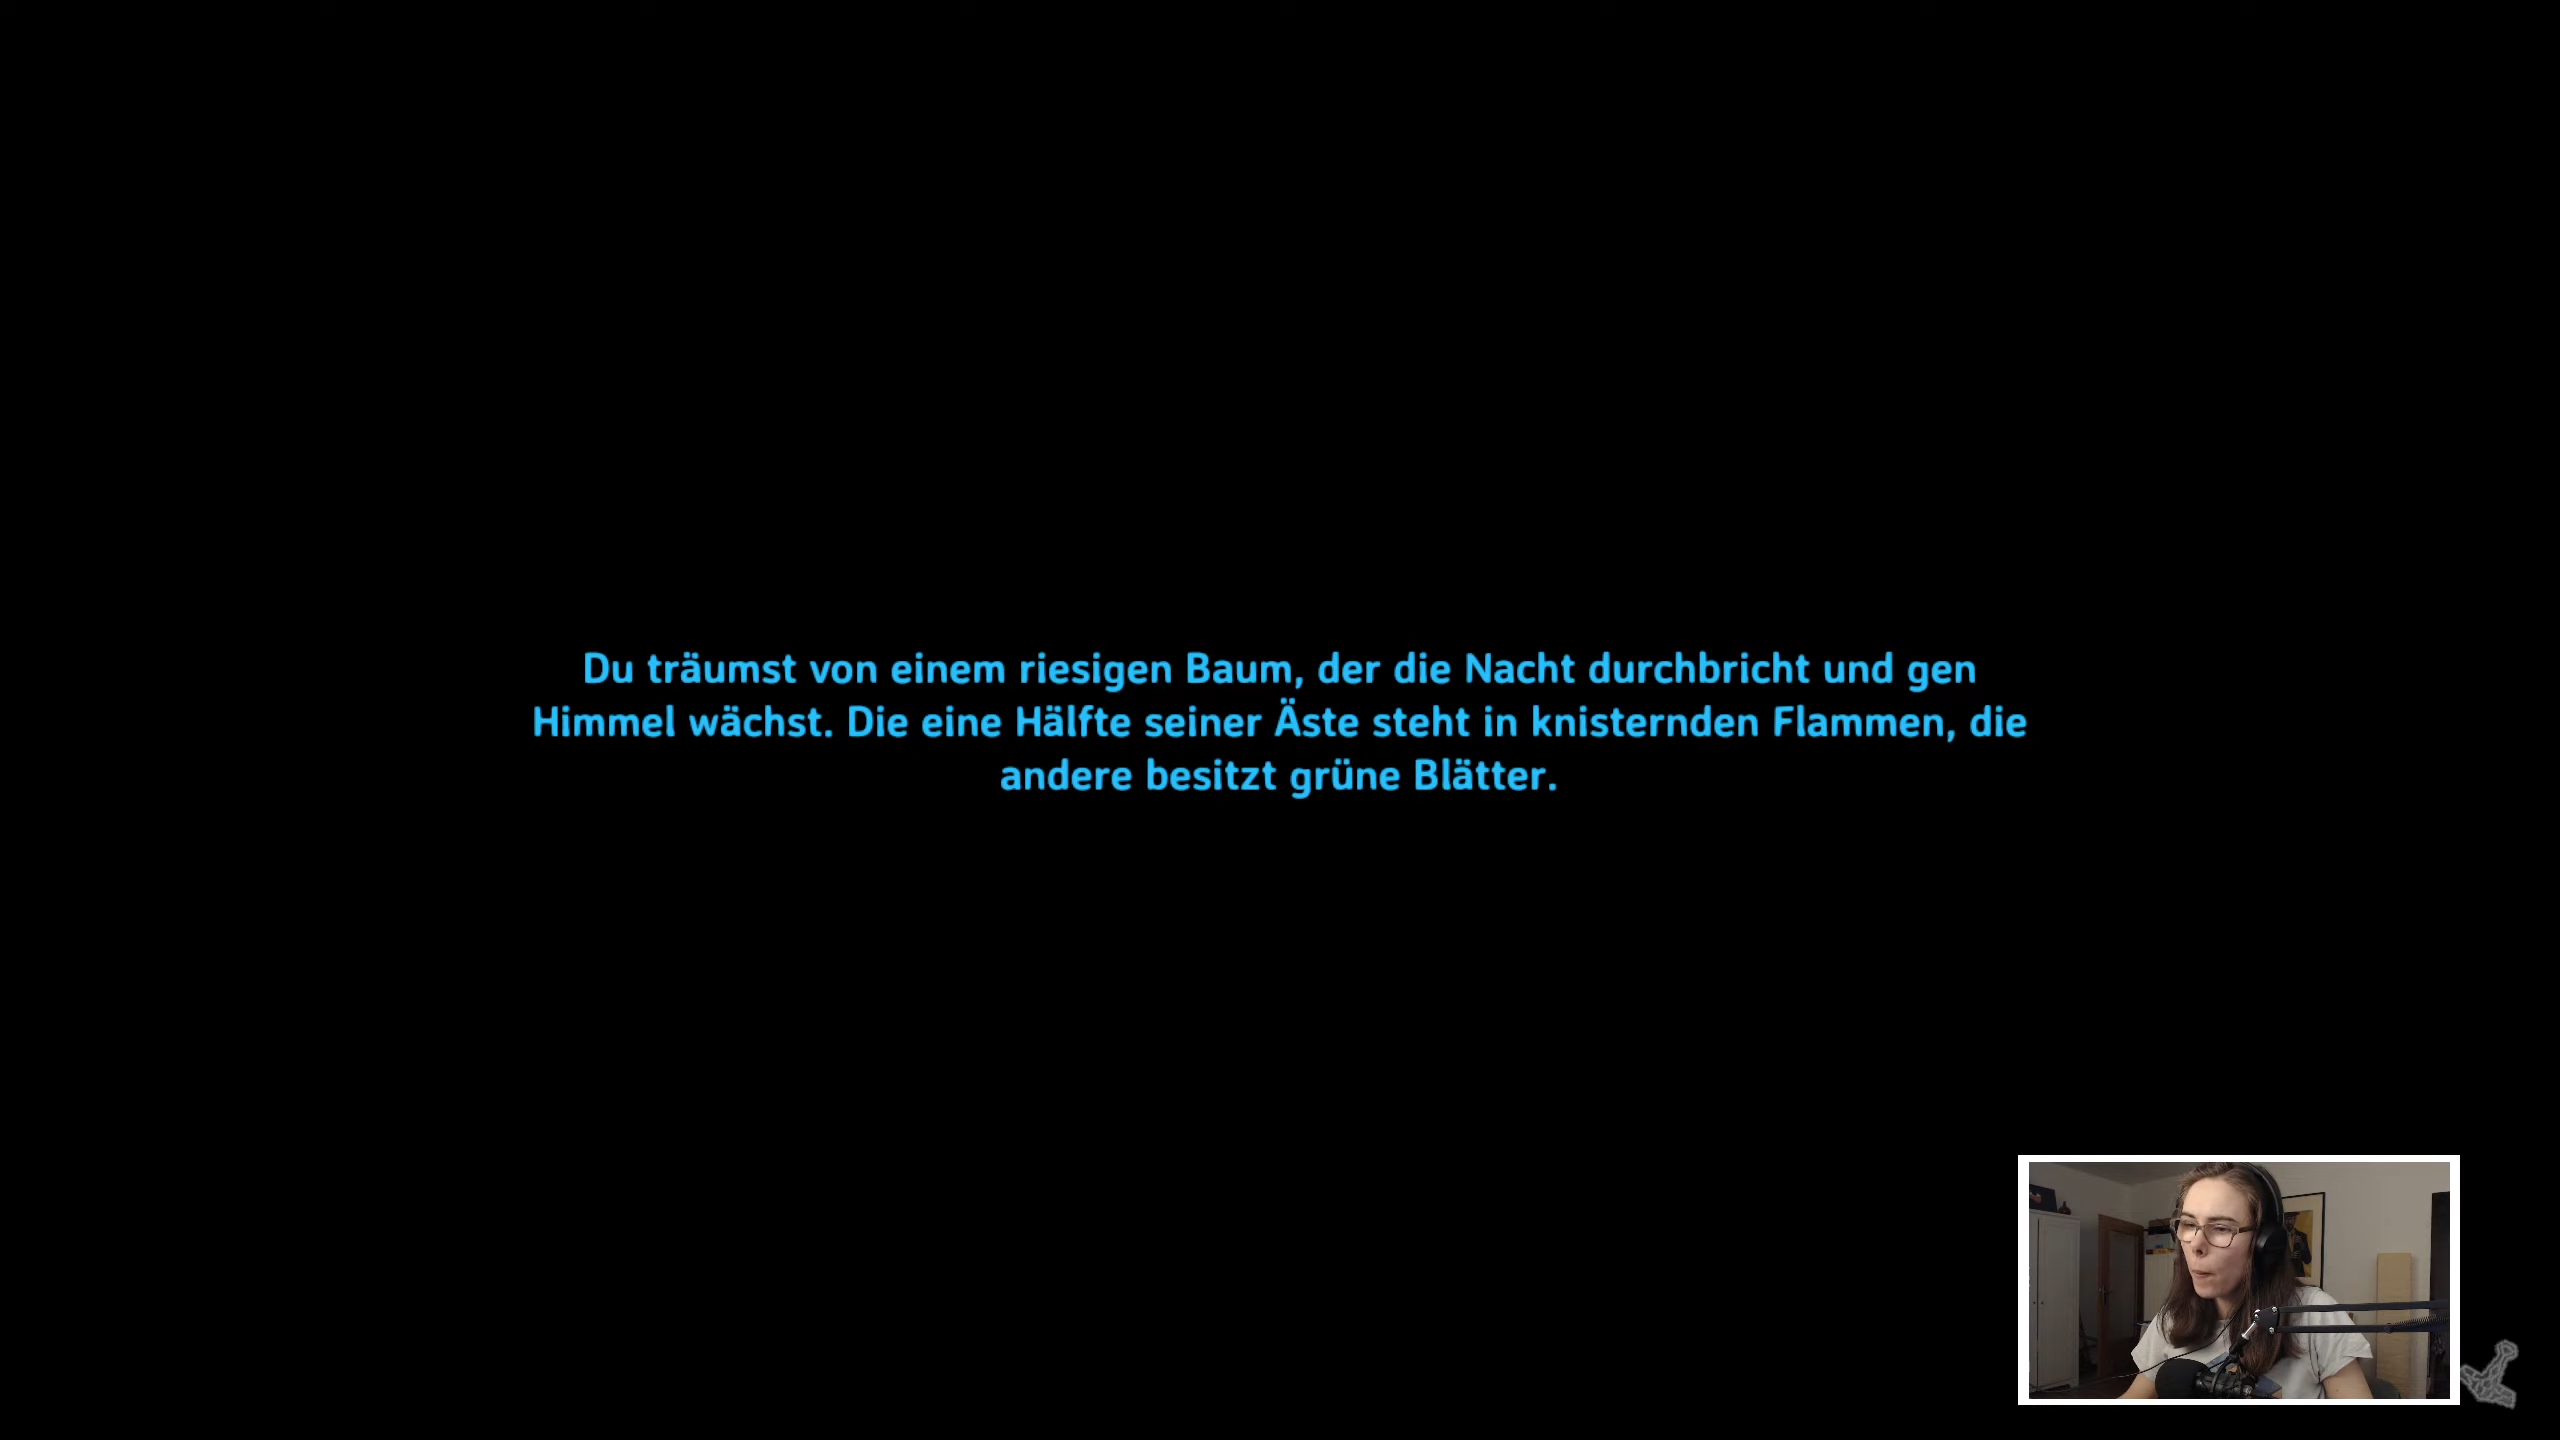 Du träumst von einem riesigen Baum, der die Nacht durchbricht und gen
Himmel wächst. Die eine Hälfte seiner Äste steht in knisternden Flammen, die
andere besitzt grüne Blätter.